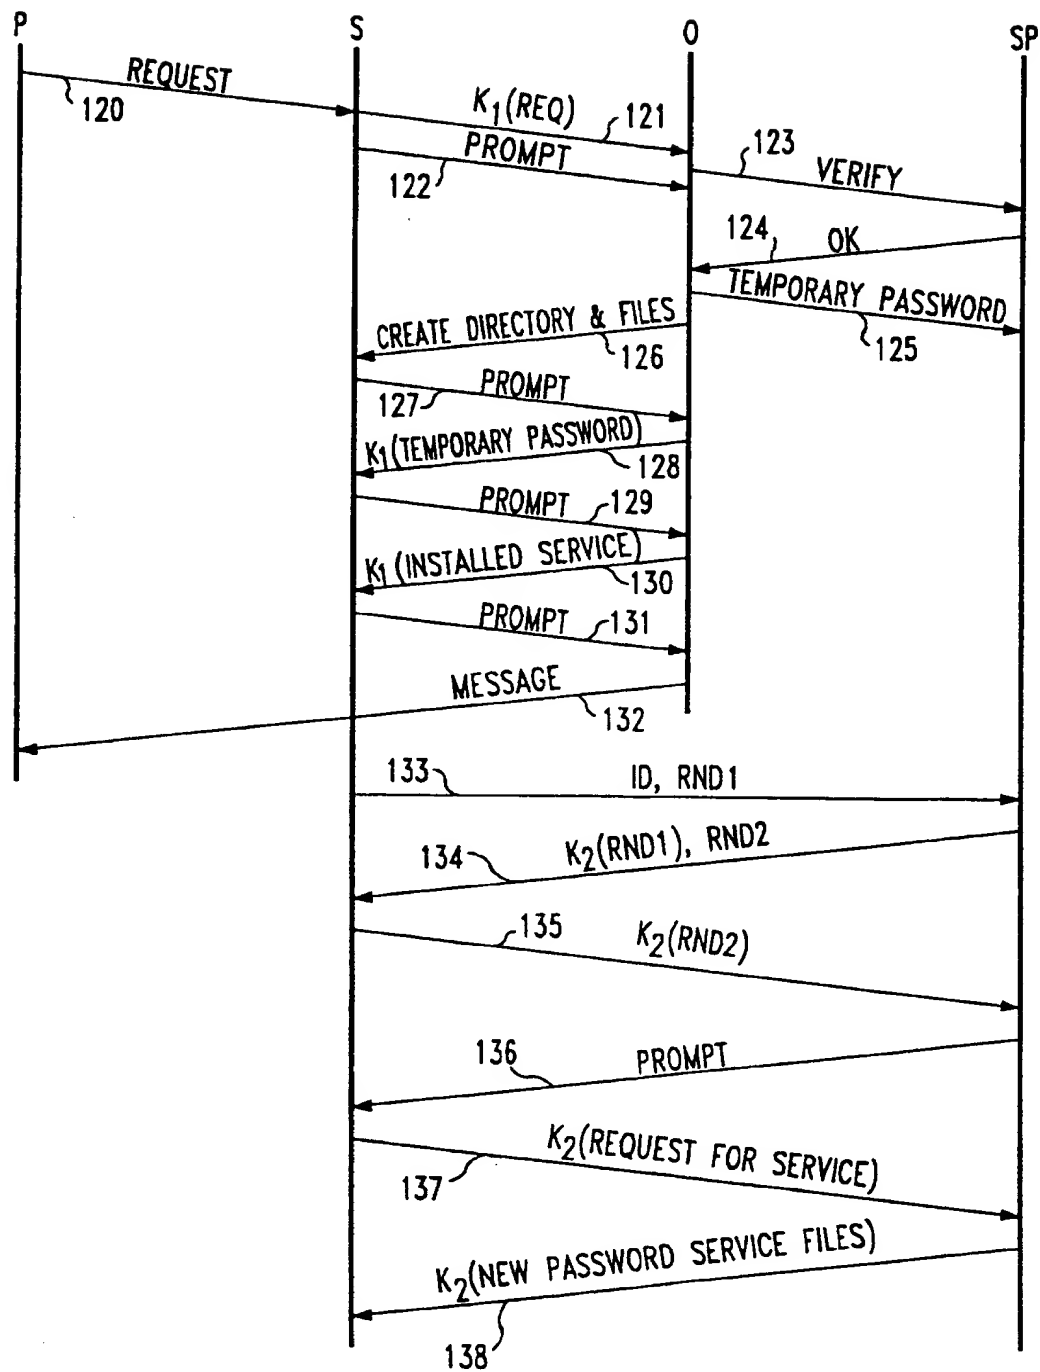 P S O SP
REQUEST
120
K1(REQ)
121
PROMPT
122
123
VERIFY
124
OK
TEMPORARY PASSWORD
125
CREATE DIRECTORY & FILES
126
PROMPT
127
K1(TEMPORARY PASSWORD)
128
PROMPT
129
K1(INSTALLED SERVICE)
130
PROMPT
131
MESSAGE
132
133
ID, RND1
134
K2(RND1), RND2
135
K2(RND2)
136
PROMPT
K2(REQUEST FOR SERVICE)
137
K2(NEW PASSWORD SERVICE FILES)
138